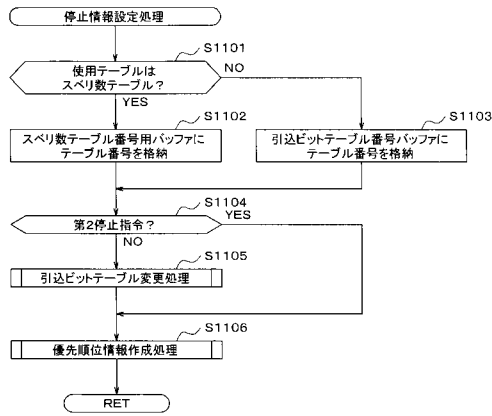 停止情報設定処理
S1101
使用テーブルは
スベリ数テーブル？
NO
YES
S1102
スベリ数テーブル番号用バッファに
テーブル番号を格納
S1103
引込ビットテーブル番号バッファに
テーブル番号を格納
S1104
第2停止指令？
YES
NO
S1105
引込ビットテーブル変更処理
S1106
優先順位情報作成処理
RET